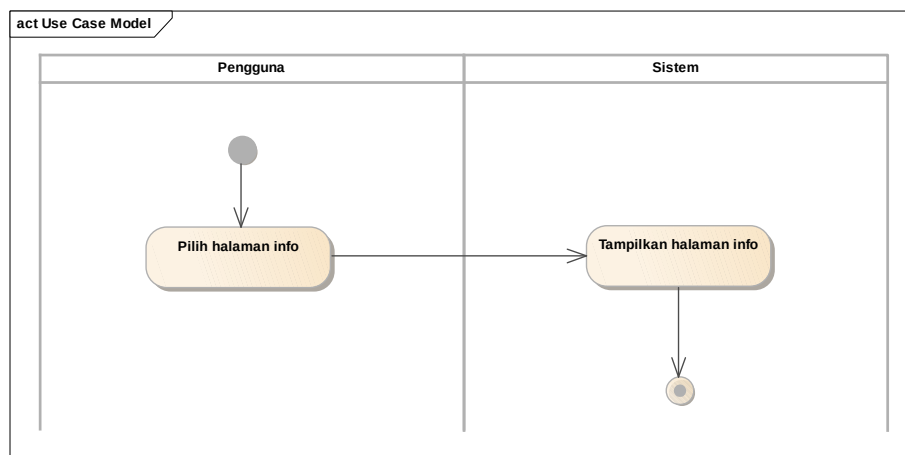 act Use Case Model
Pengguna
Sistem
Pilih halaman info
Tampilkan halaman info